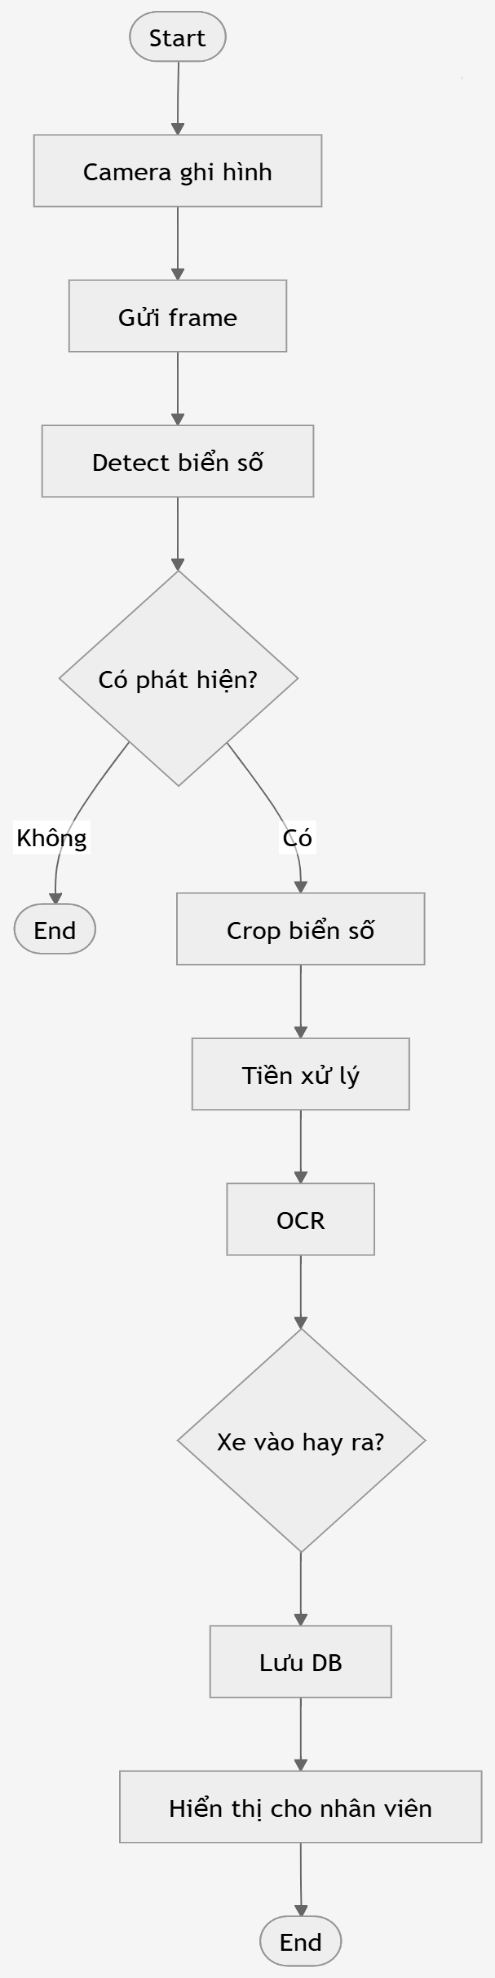 Start
Camera ghi hình
Gửi frame
Detect biển số
Có phát hiện?
Không
Có
End
Crop biển số
Tiền xử lý
OCR
Xe vào hay ra?
Lưu DB
Hiển thị cho nhân viên
End